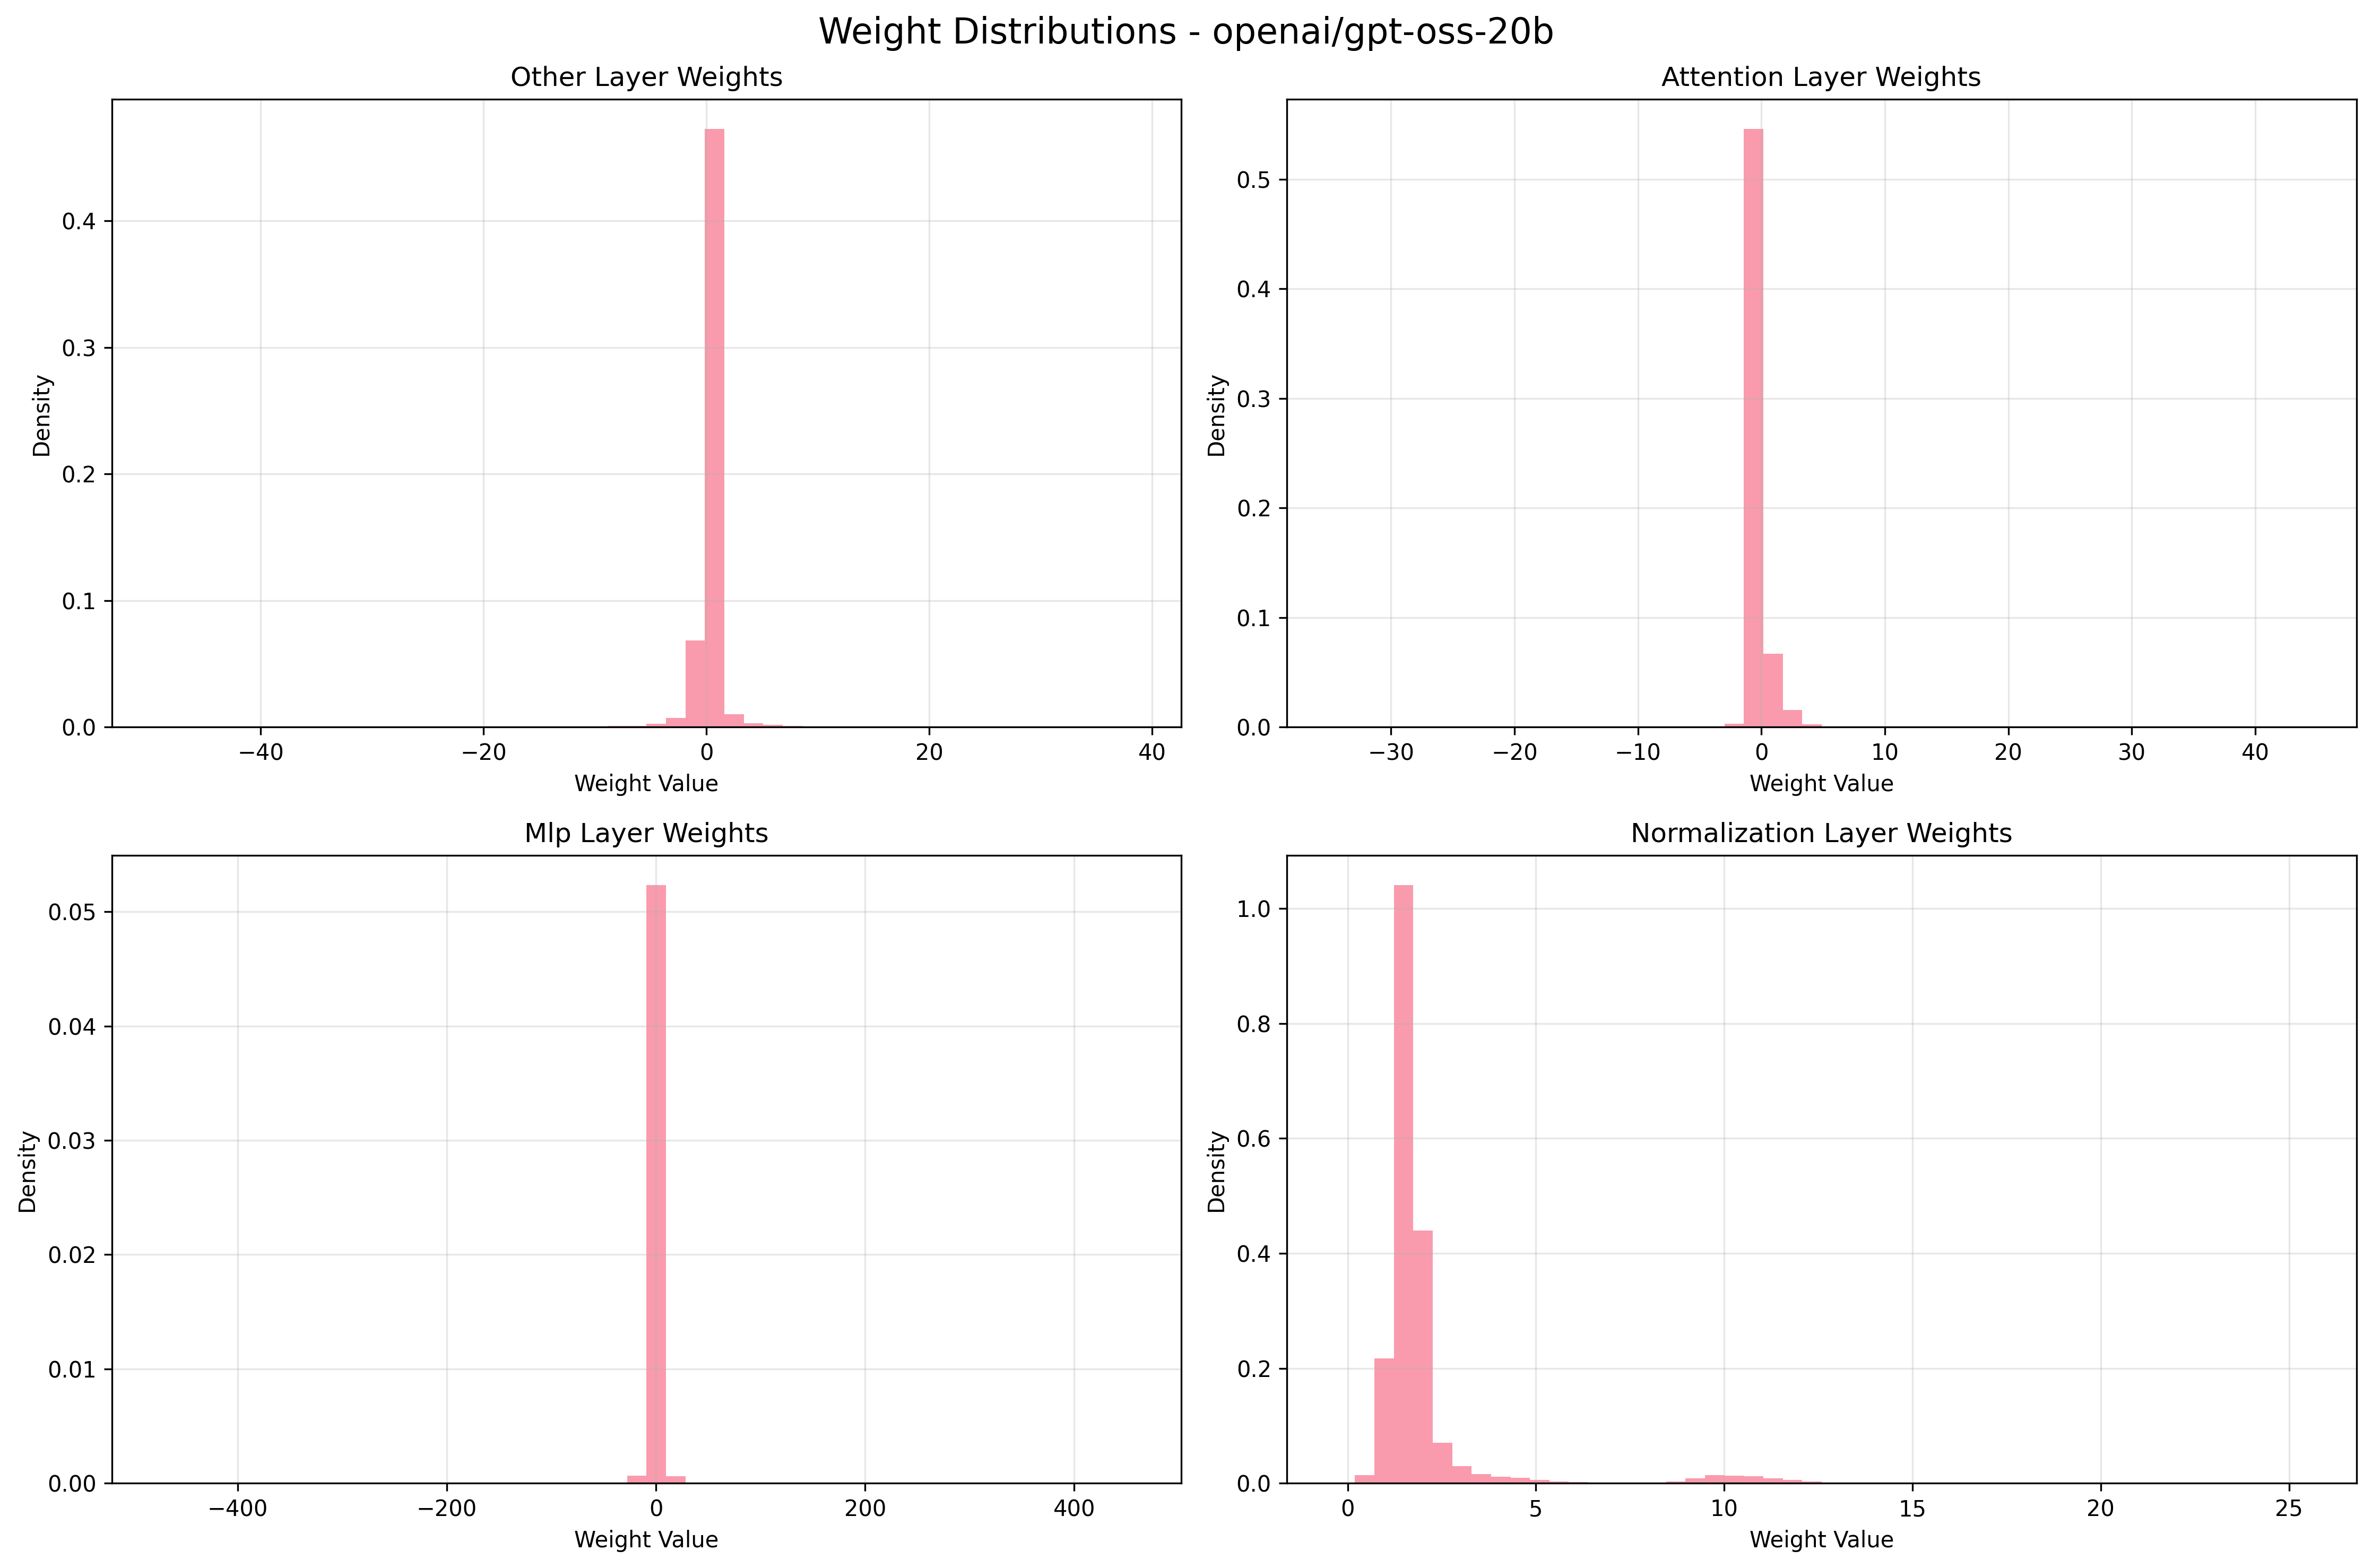 Weight Distributions - openai/gpt-oss-20b
Other Layer Weights
Density
0.4
0.3
0.2
0.1
0.0
−40 −20 0 20 40
Weight Value
Attention Layer Weights
Density
0.5
0.4
0.3
0.2
0.1
0.0
−30 −20 −10 0 10 20 30 40
Weight Value
Mlp Layer Weights
Density
0.05
0.04
0.03
0.02
0.01
0.00
−400 −200 0 200 400
Weight Value
Normalization Layer Weights
Density
1.0
0.8
0.6
0.4
0.2
0.0
0 5 10 15 20 25
Weight Value